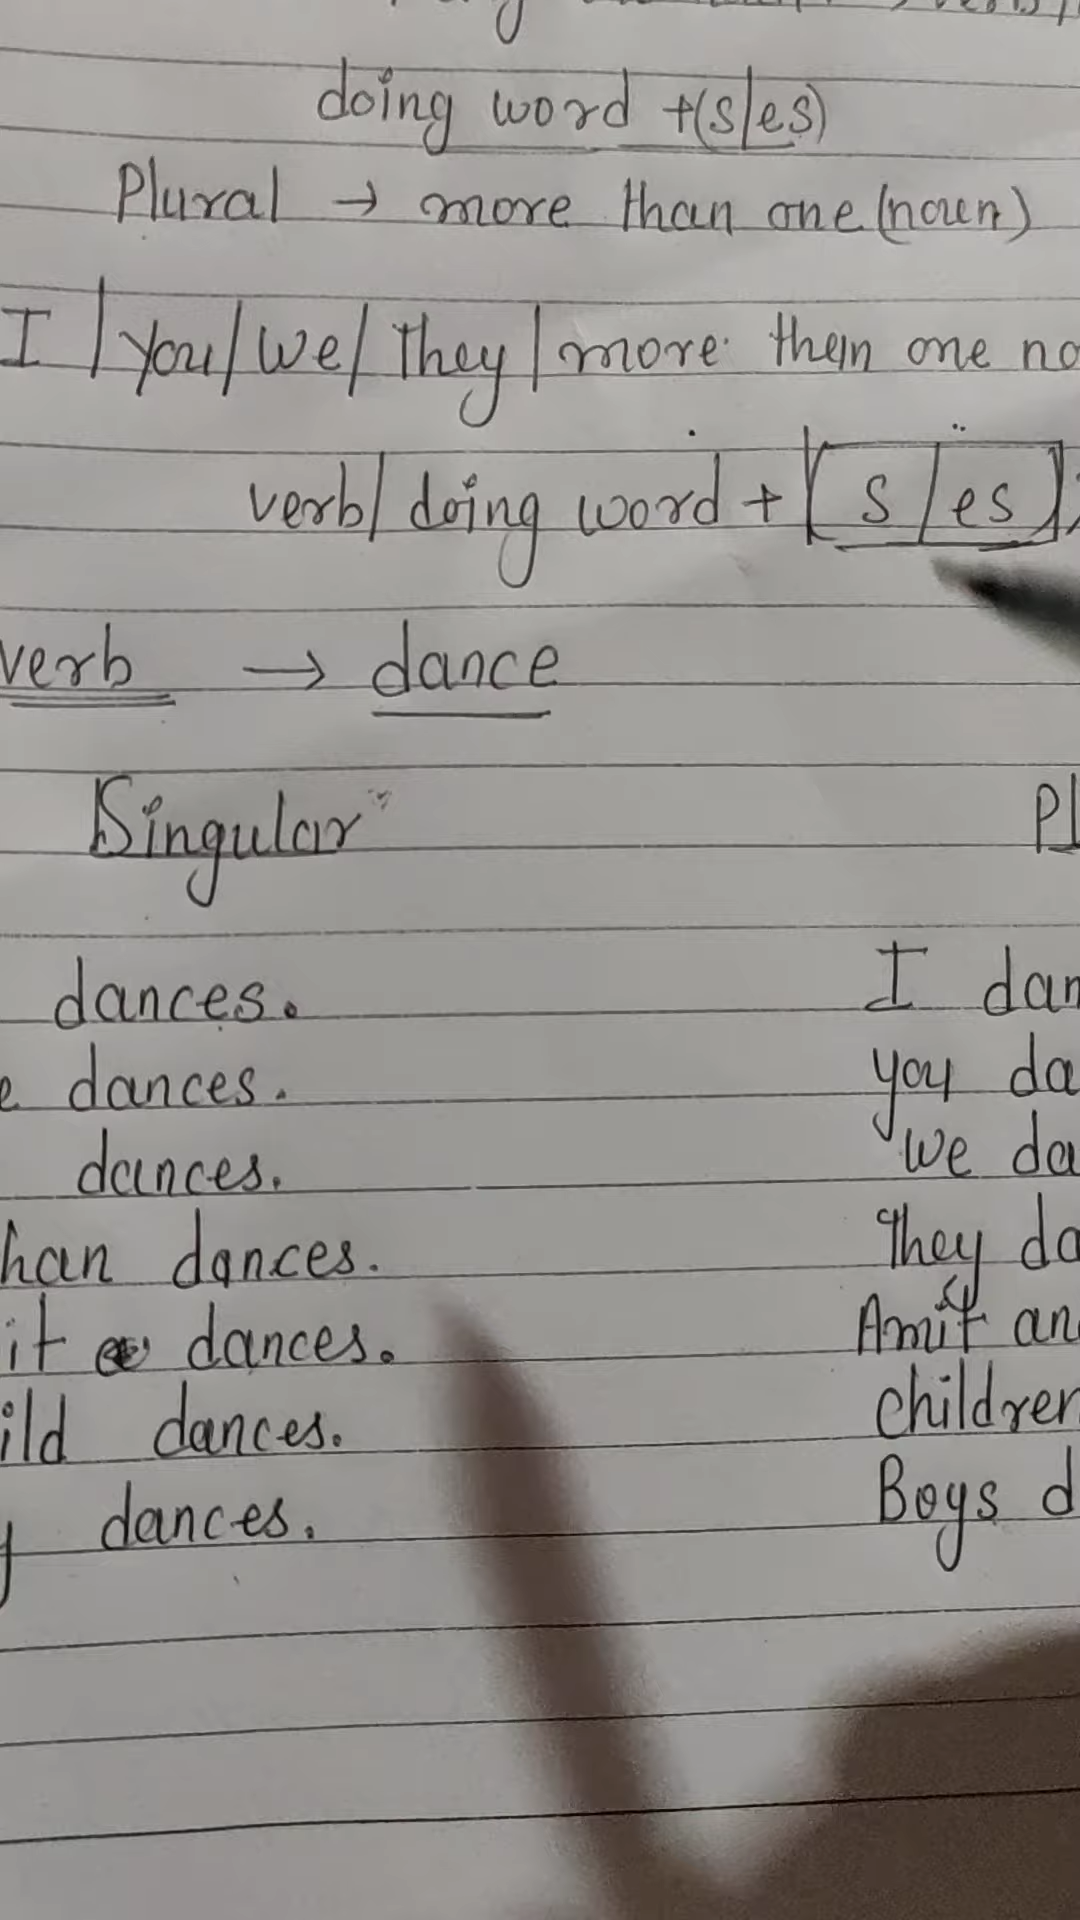 doing word +(s/es)
Plural → more than one (noun)
I / you / we / they / more then one no
verb / doing word + (s/es)
verb → dance
Singular Pl
dances. I dan
e dances. you da
dances. we da
han dances. They da
it dances. Amit an
ild dances. children
y dances. Boys d